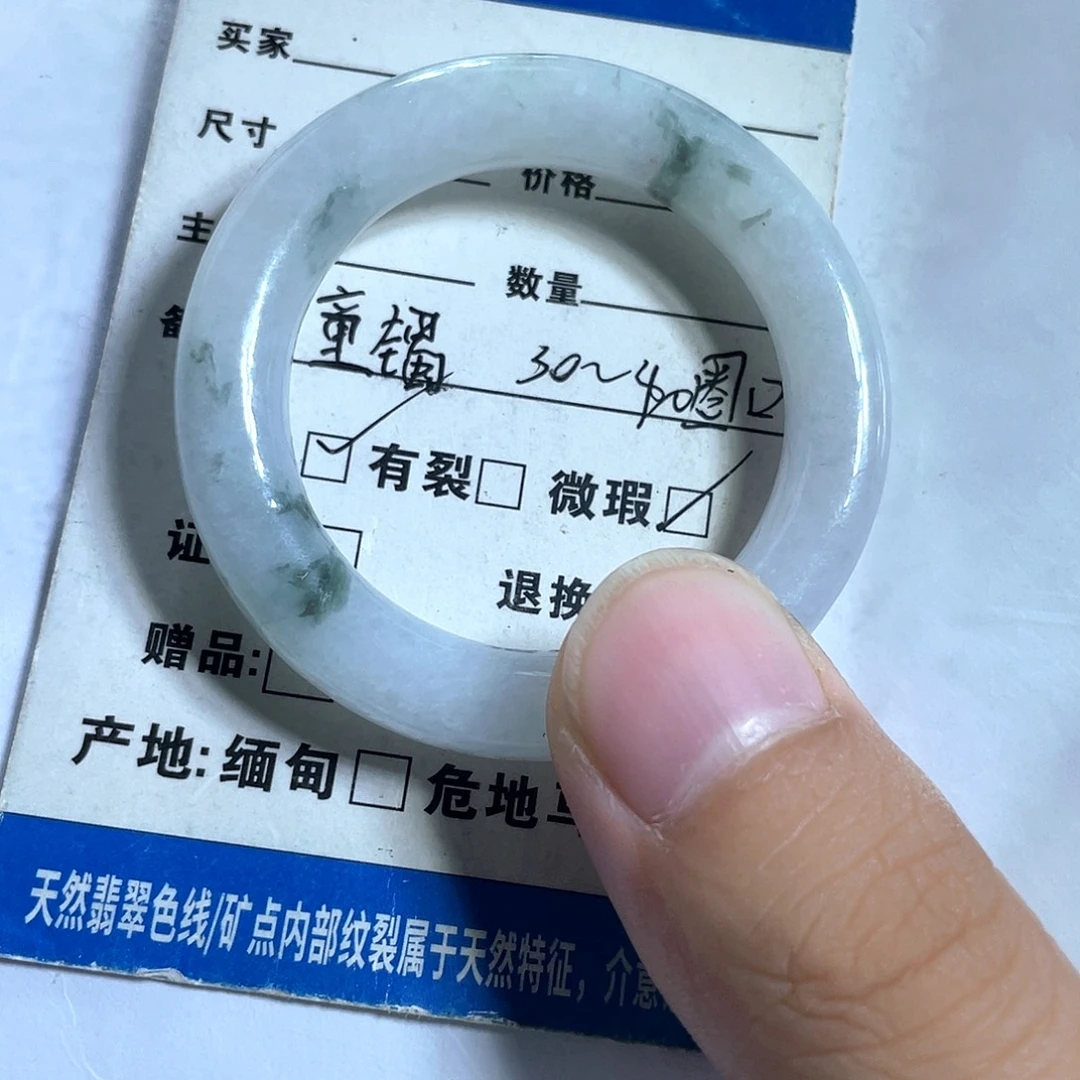 买家
尺寸
价格
主
数量
童镯 30~40圈口
有裂 微瑕
证
退换
赠品:
产地: 缅甸 危地
天然翡翠色线/矿点内部纹裂属于天然特征，介意